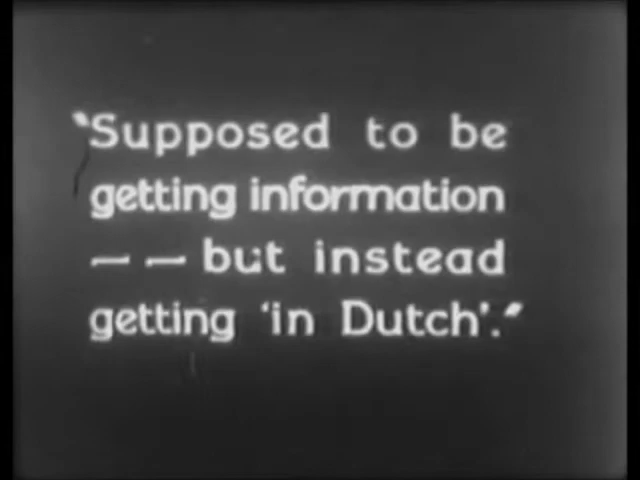 "Supposed to be
getting information
— — but instead
getting 'in Dutch'."